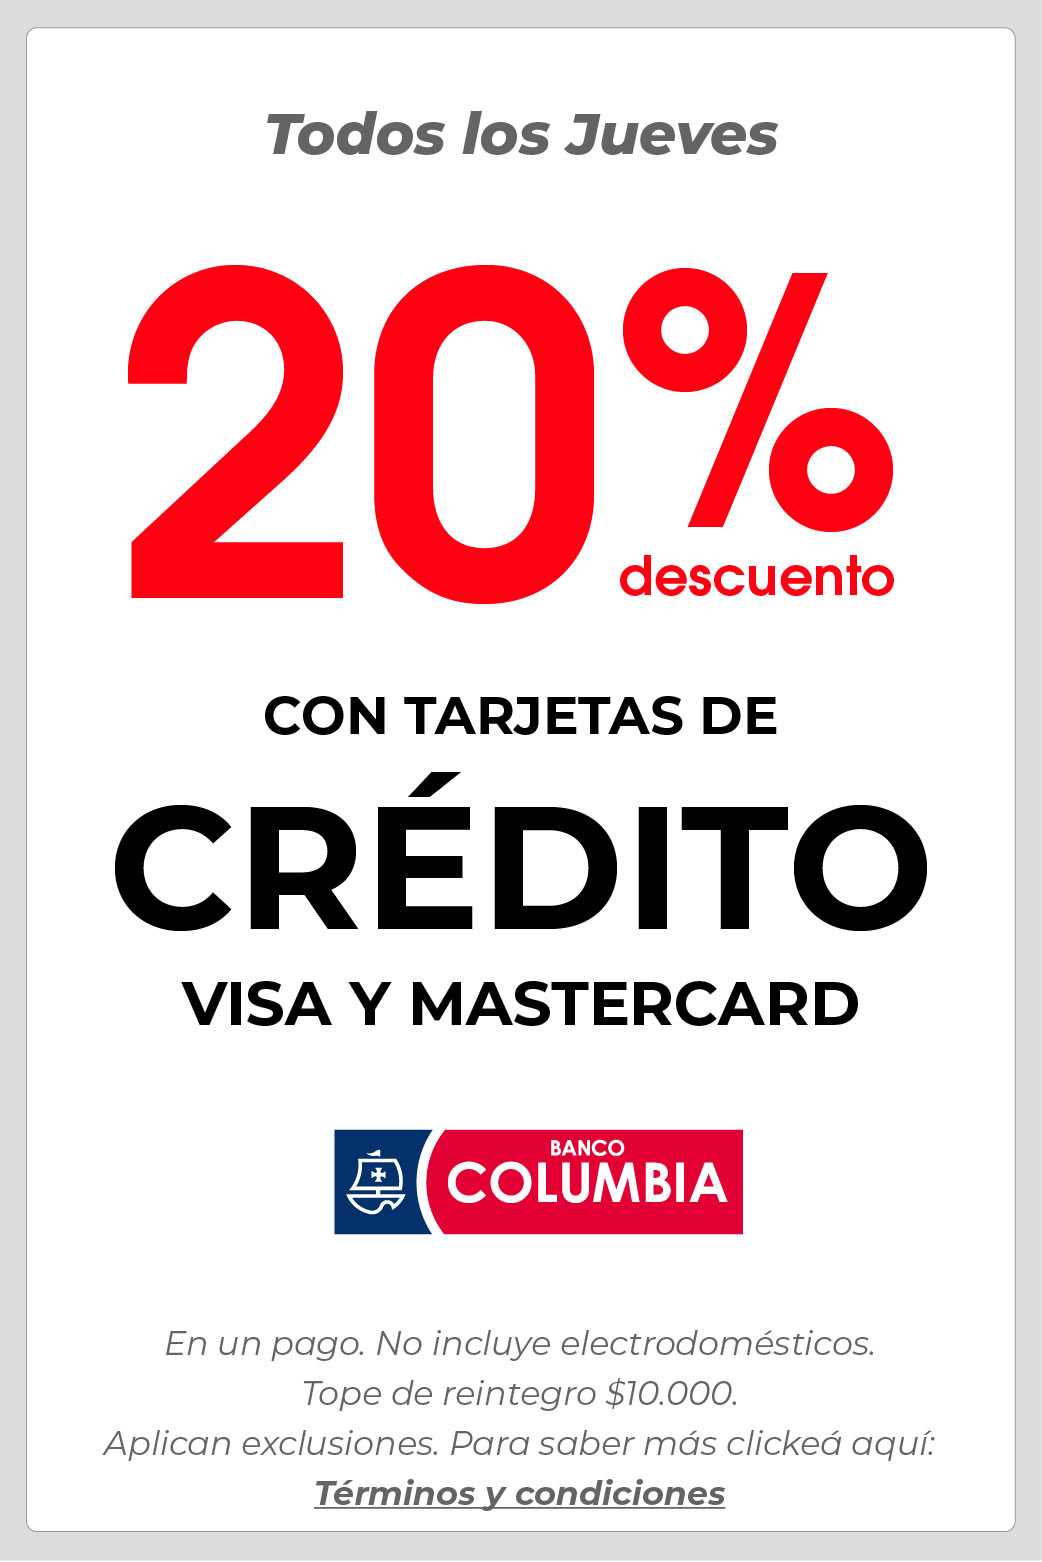 Todos los Jueves
20%
descuento
CON TARJETAS DE
CRÉDITO
VISA Y MASTERCARD
BANCO
COLUMBIA
En un pago. No incluye electrodomésticos.
Tope de reintegro $10.000.
Aplican exclusiones. Para saber más clickeá aquí:
Términos y condiciones